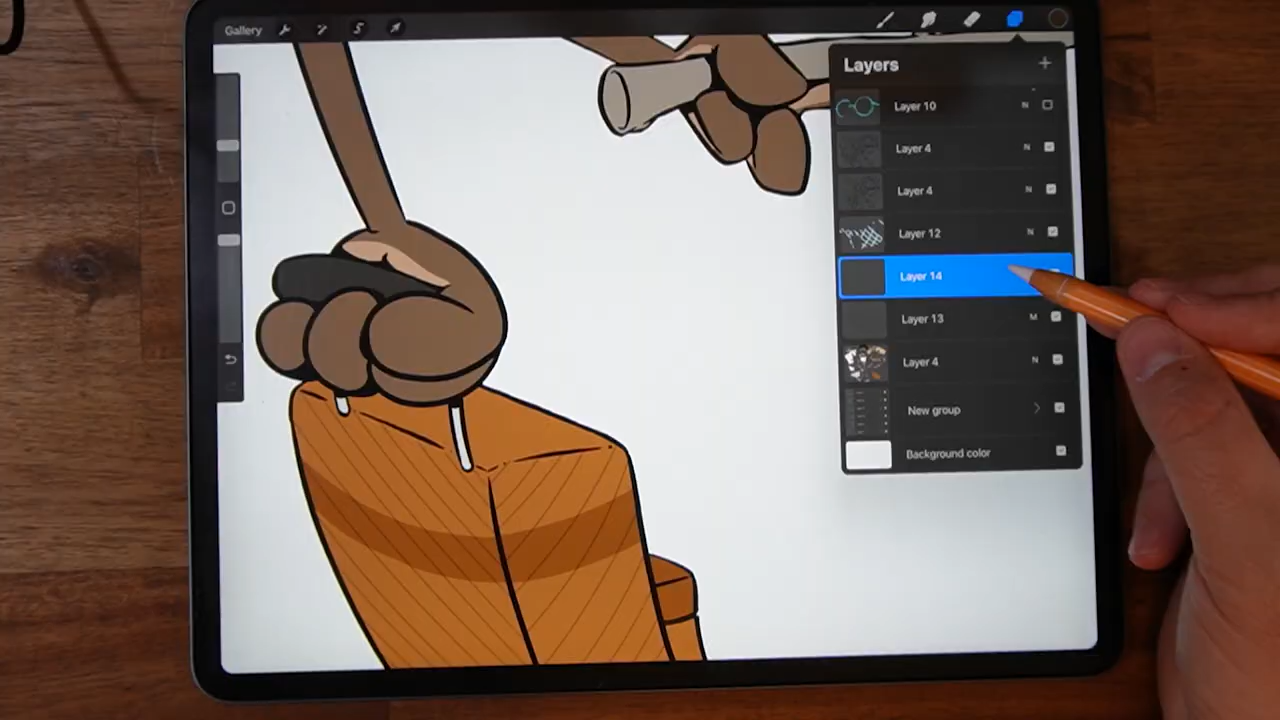 Gallery
Layers
Layer 10 N
Layer 4 N
Layer 4 N
Layer 12 N
Layer 14
Layer 13 M
Layer 4 N
New group
Background color